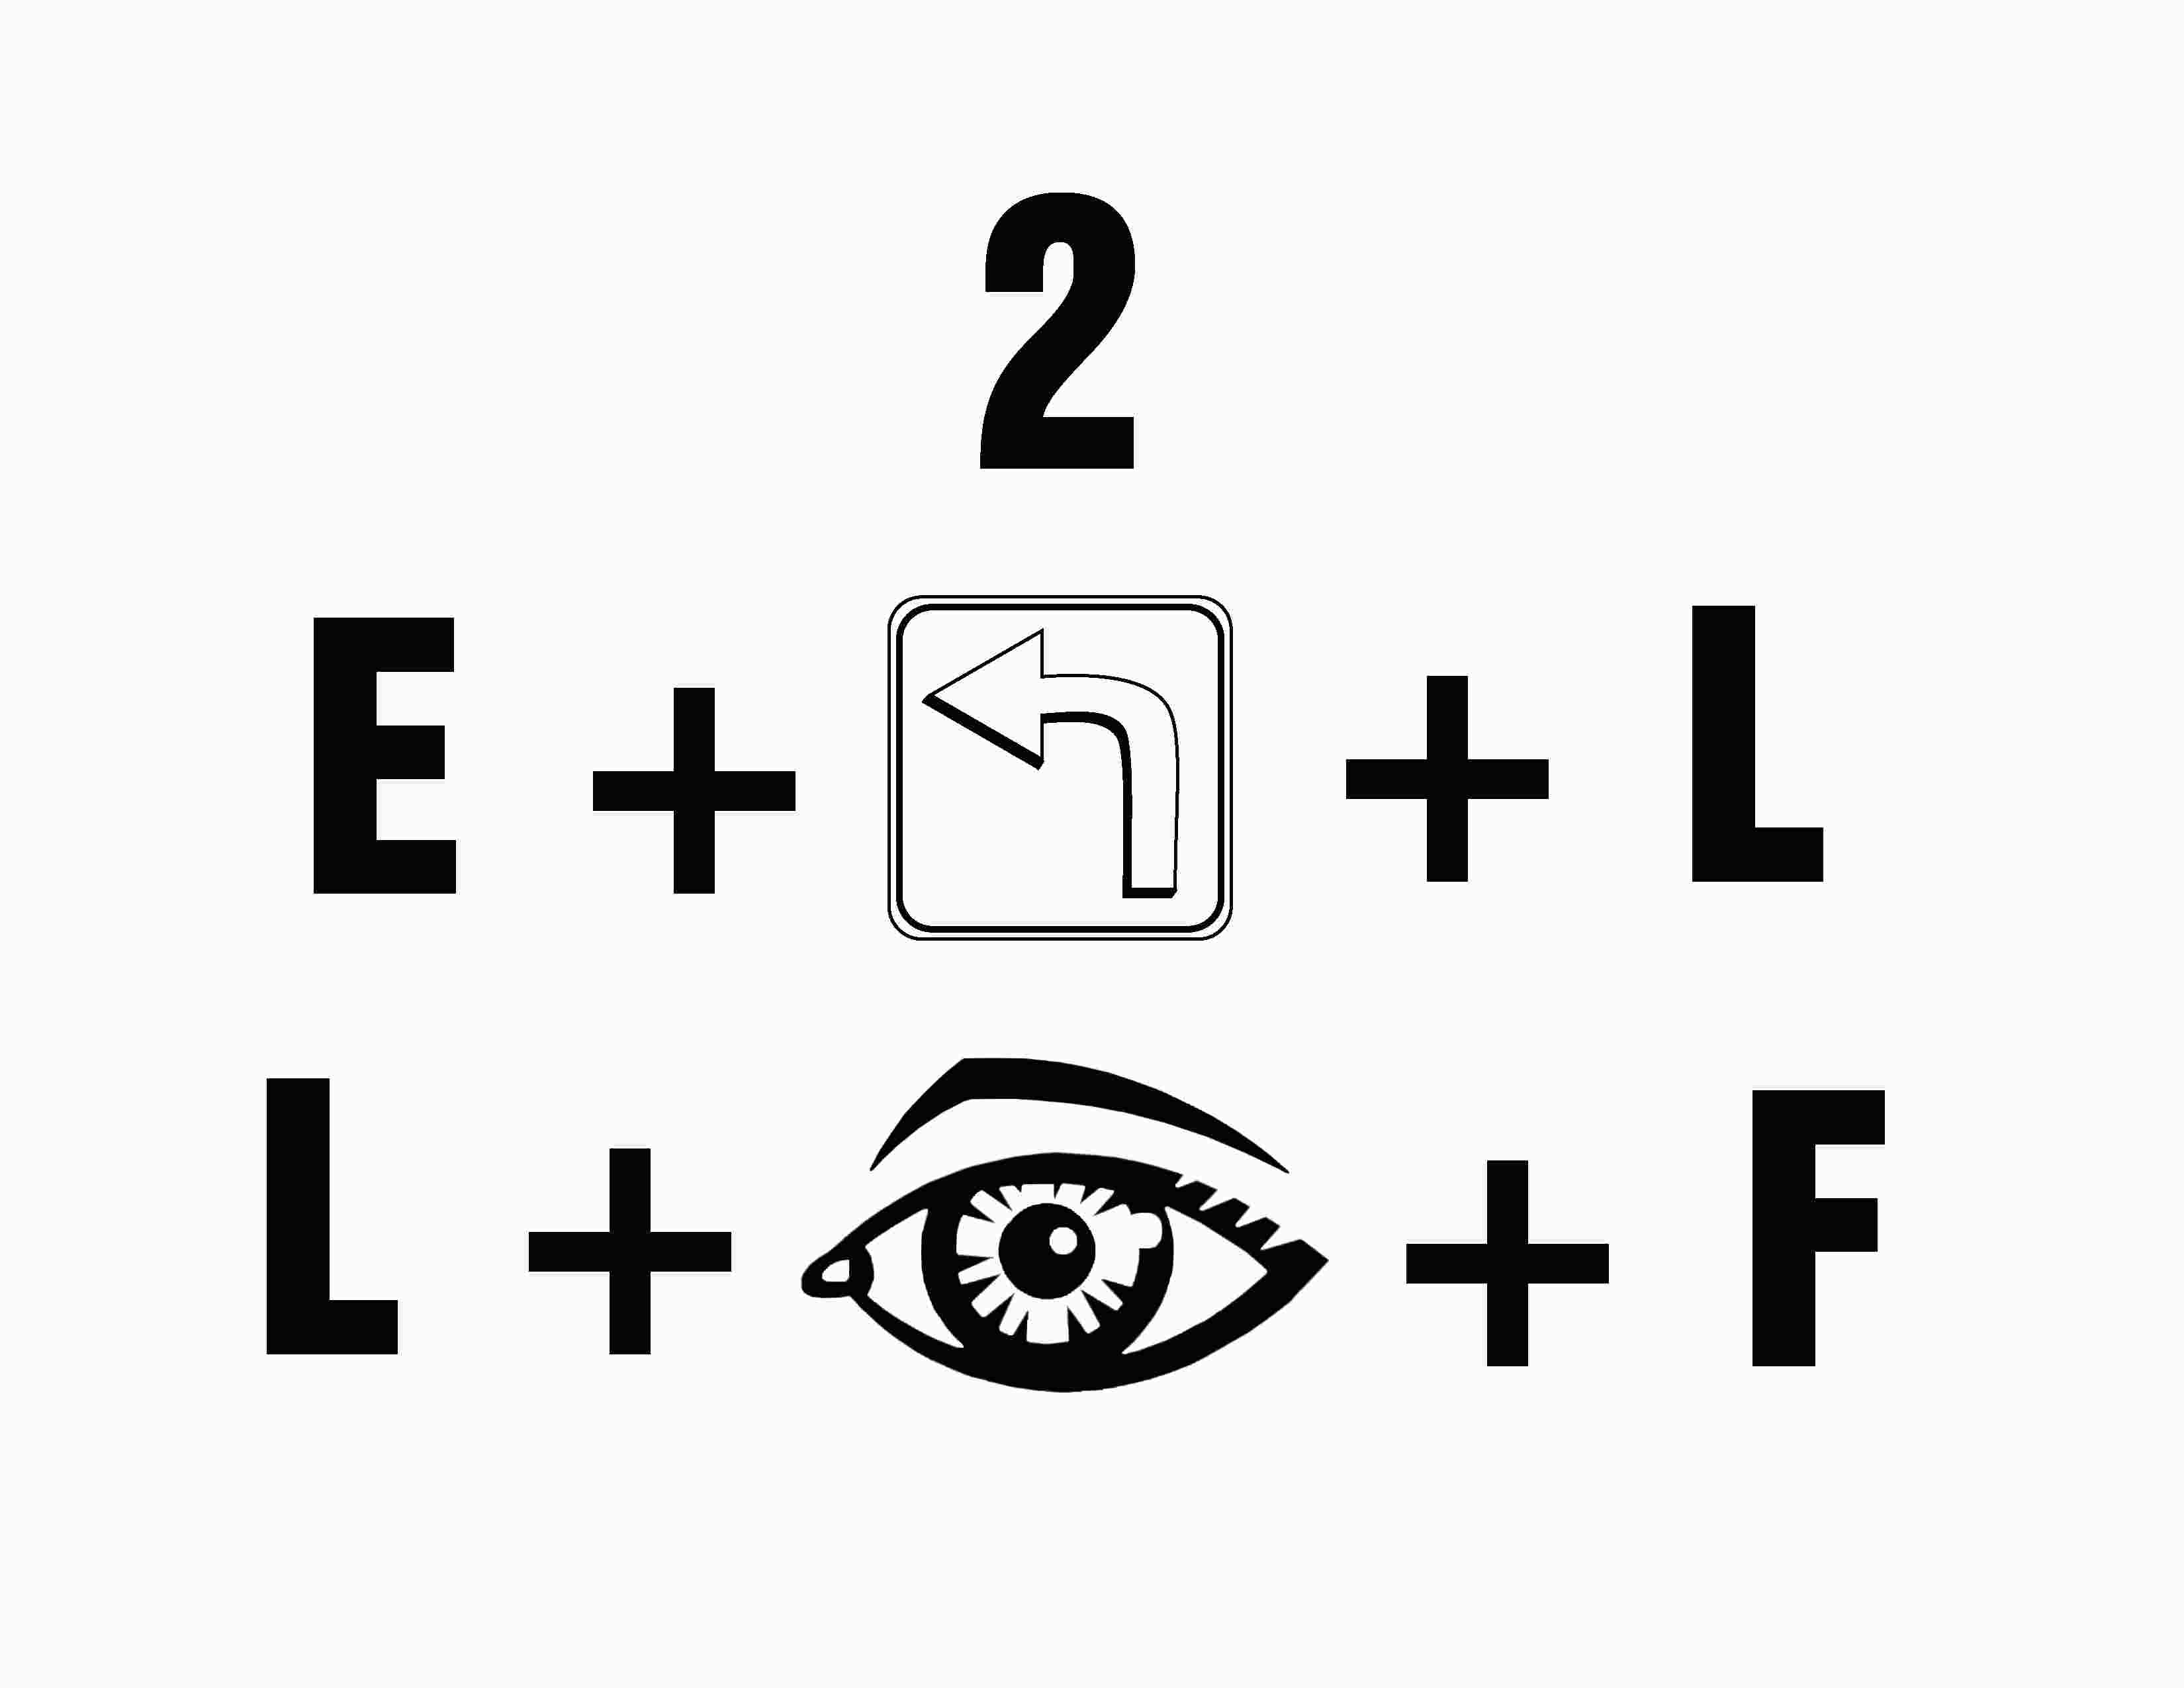 2
E + + L
L + + F